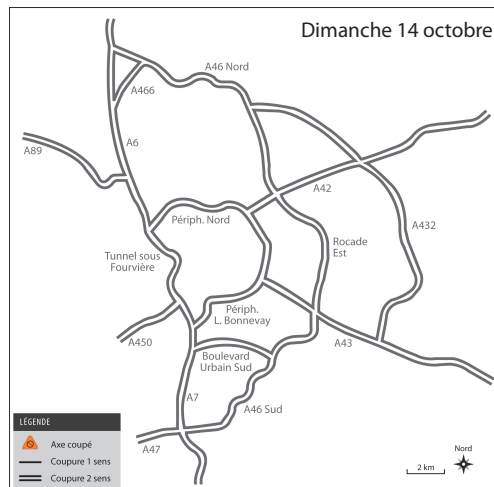 Dimanche 14 octobre
A46 Nord
A466
A6
A89
A42
Périph. Nord
A432
Rocade
Est
Tunnel sous
Fourvière
Périph.
L. Bonnevay
A450
A43
Boulevard
Urbain Sud
A7
A46 Sud
A47
LÉGENDE
Axe coupé
Coupure 1 sens
Coupure 2 sens
2 km
Nord